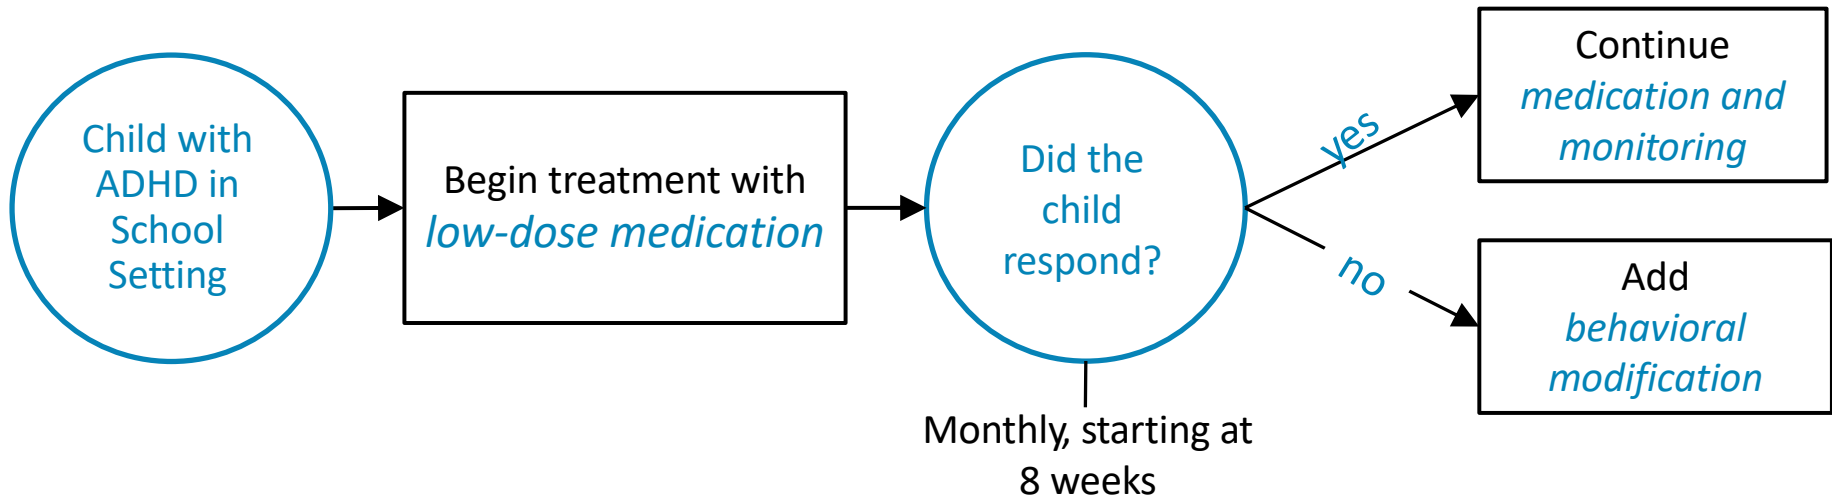 Child with
ADHD in
School
Setting
Begin treatment with
low-dose medication
Did the
child
respond?
Monthly, starting at
8 weeks
yes
Continue
medication and
monitoring
no
Add
behavioral
modification